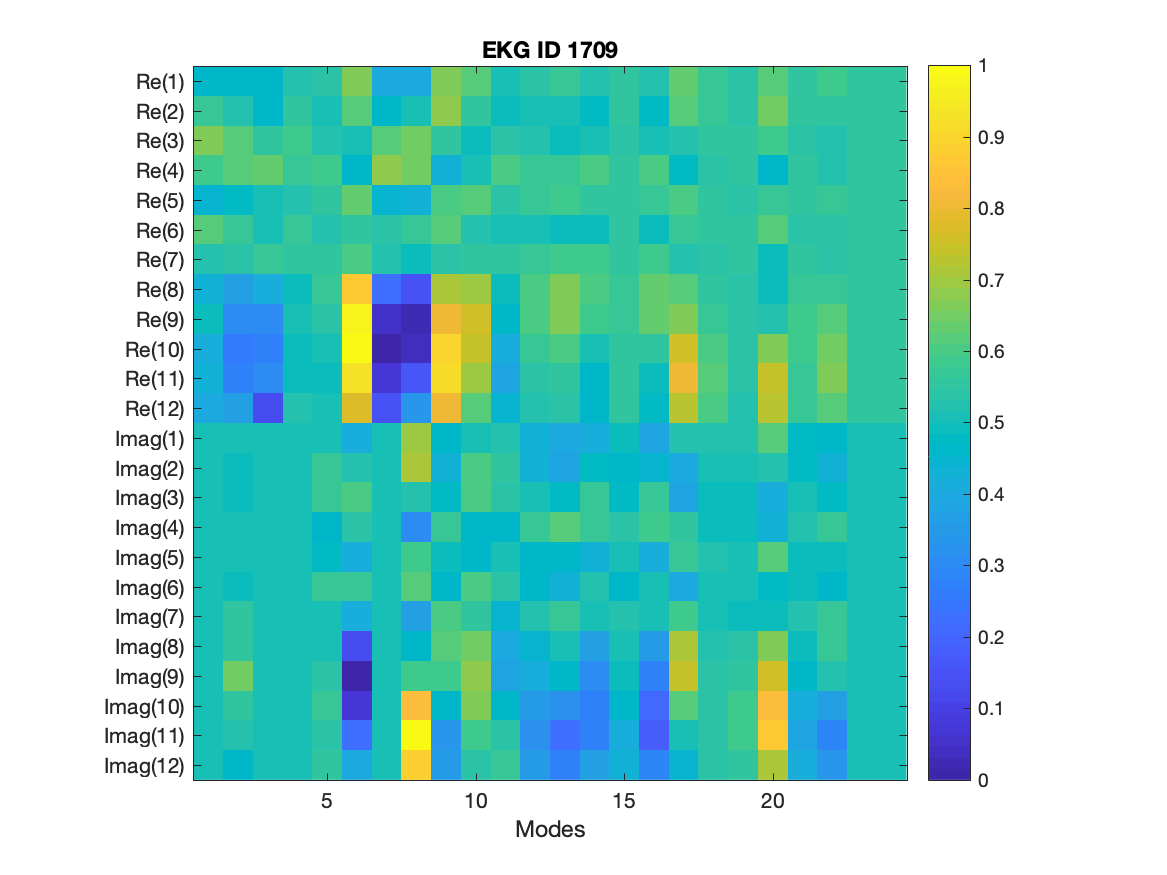 EKG ID 1709
Re(1)
Re(2)
Re(3)
Re(4)
Re(5)
Re(6)
Re(7)
Re(8)
Re(9)
Re(10)
Re(11)
Re(12)
Imag(1)
Imag(2)
Imag(3)
Imag(4)
Imag(5)
Imag(6)
Imag(7)
Imag(8)
Imag(9)
Imag(10)
Imag(11)
Imag(12)
5 10 15 20
Modes
1
0.9
0.8
0.7
0.6
0.5
0.4
0.3
0.2
0.1
0